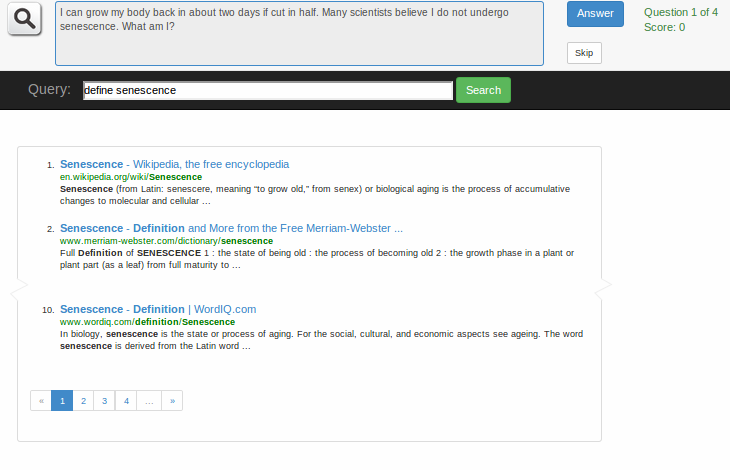 I can grow my body back in about two days if cut in half. Many scientists believe I do not undergo
senescence. What am I?
Answer
Question 1 of 4
Score: 0
Skip
Query:
define senescence
Search
1. Senescence - Wikipedia, the free encyclopedia
en.wikipedia.org/wiki/Senescence
Senescence (from Latin: senescere, meaning “to grow old,” from senex) or biological aging is the process of accumulative
changes to molecular and cellular ...
2. Senescence - Definition and More from the Free Merriam-Webster ...
www.merriam-webster.com/dictionary/senescence
Full Definition of SENESCENCE 1 : the state of being old : the process of becoming old 2 : the growth phase in a plant or
plant part (as a leaf) from full maturity to ...
10. Senescence - Definition | WordIQ.com
www.wordiq.com/definition/Senescence
In biology, senescence is the state or process of aging. For the social, cultural, and economic aspects see ageing. The word
senescence is derived from the Latin word ...
« 1 2 3 4 ... »